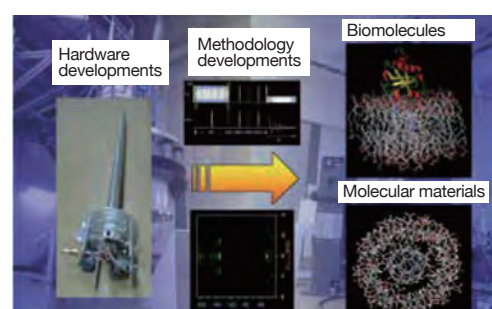 Hardware
developments
Methodology
developments
Biomolecules
Molecular materials